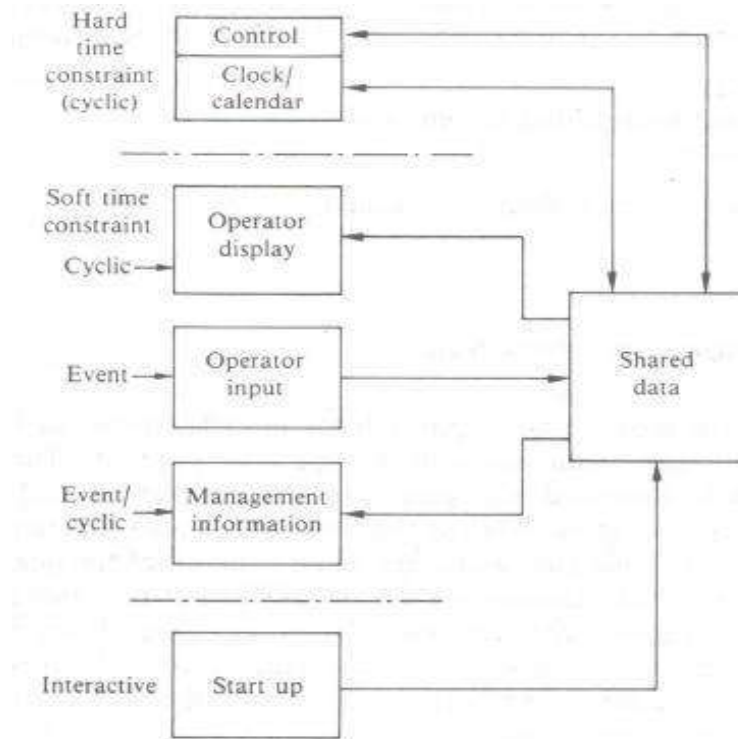 Hard
time
constraint
(cyclic)
Control
Clock/
calendar
Soft time
constraint
Cyclic
Operator
display
Event
Operator
input
Shared
data
Event/
cyclic
Management
information
Interactive
Start up